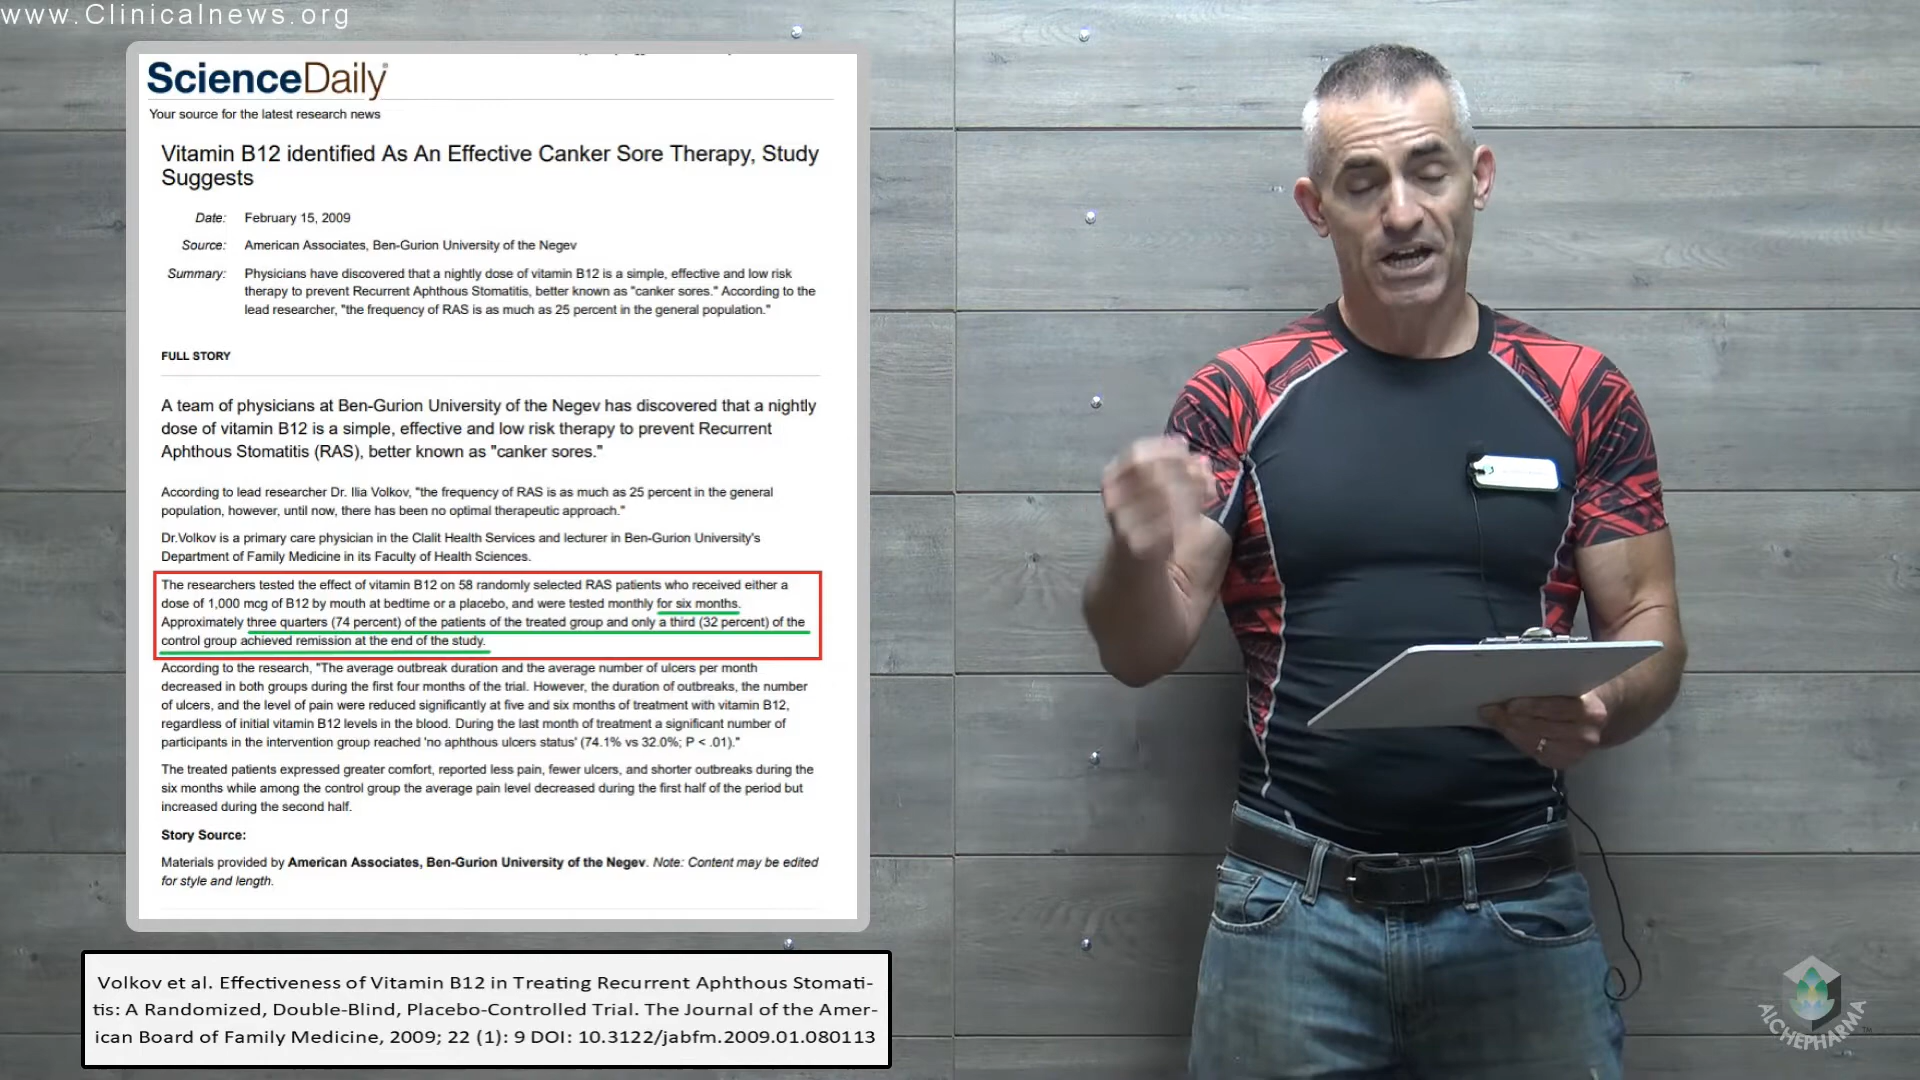 www.Clinicalnews.org
ScienceDaily
Your source for the latest research news
Vitamin B12 identified As An Effective Canker Sore Therapy, Study
Suggests
Date: February 15, 2009
Source: American Associates, Ben-Gurion University of the Negev
Summary: Physicians have discovered that a nightly dose of vitamin B12 is a simple, effective and low risk
therapy to prevent Recurrent Aphthous Stomatitis, better known as "canker sores." According to the
lead researcher, "the frequency of RAS is as much as 25 percent in the general population."
FULL STORY
A team of physicians at Ben-Gurion University of the Negev has discovered that a nightly
dose of vitamin B12 is a simple, effective and low risk therapy to prevent Recurrent
Aphthous Stomatitis (RAS), better known as "canker sores."
According to lead researcher Dr. Ilia Volkov, "the frequency of RAS is as much as 25 percent in the general
population, however, until now, there has been no optimal therapeutic approach."
Dr.Volkov is a primary care physician in the Clalit Health Services and lecturer in Ben-Gurion University's
Department of Family Medicine in its Faculty of Health Sciences.
The researchers tested the effect of vitamin B12 on 58 randomly selected RAS patients who received either a
dose of 1,000 mcg of B12 by mouth at bedtime or a placebo, and were tested monthly for six months.
Approximately three quarters (74 percent) of the patients of the treated group and only a third (32 percent) of the
control group achieved remission at the end of the study.
According to the research, "The average outbreak duration and the average number of ulcers per month
decreased in both groups during the first four months of the trial. However, the duration of outbreaks, the number
of ulcers, and the level of pain were reduced significantly at five and six months of treatment with vitamin B12,
regardless of initial vitamin B12 levels in the blood. During the last month of treatment a significant number of
participants in the intervention group reached 'no aphthous ulcers status' (74.1% vs 32.0%; P < .01)."
The treated patients expressed greater comfort, reported less pain, fewer ulcers, and shorter outbreaks during the
six months while among the control group the average pain level decreased during the first half of the period but
increased during the second half.
Story Source:
Materials provided by American Associates, Ben-Gurion University of the Negev. Note: Content may be edited
for style and length.
Volkov et al. Effectiveness of Vitamin B12 in Treating Recurrent Aphthous Stomati-
tis: A Randomized, Double-Blind, Placebo-Controlled Trial. The Journal of the Amer-
ican Board of Family Medicine, 2009; 22 (1): 9 DOI: 10.3122/jabfm.2009.01.080113
ALCHEPHARMA™